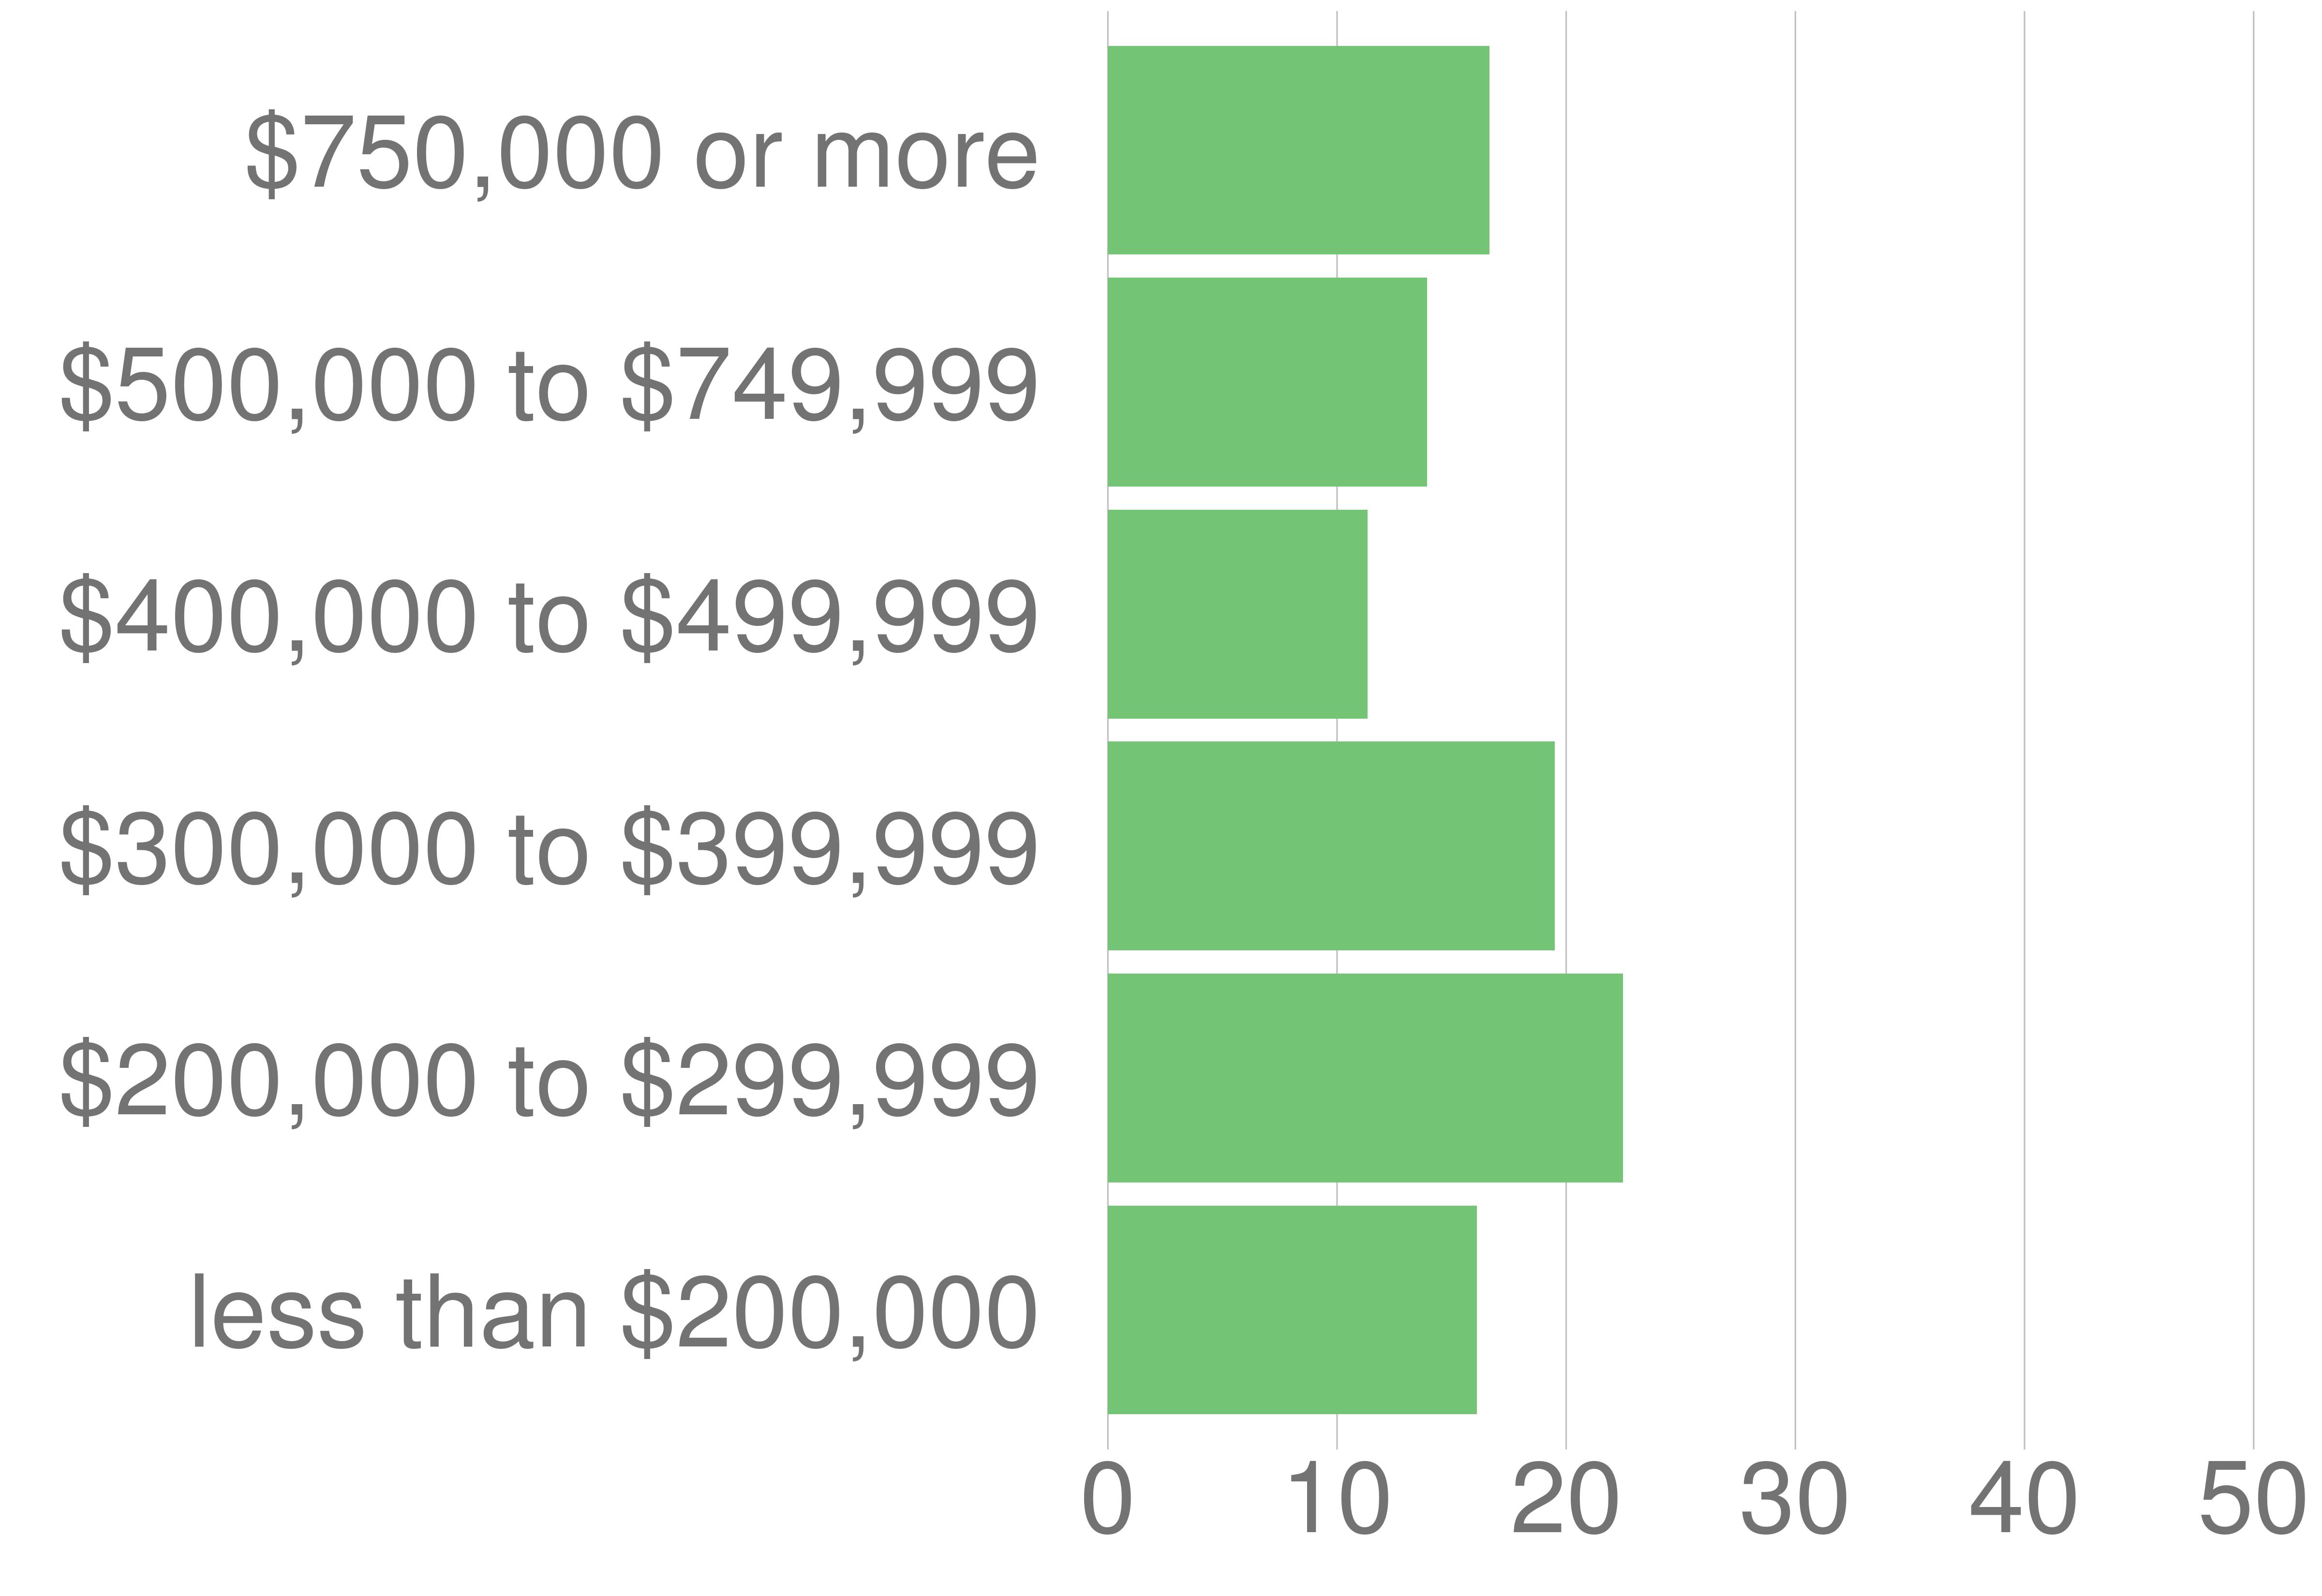 $750,000 or more
$500,000 to $749,999
$400,000 to $499,999
$300,000 to $399,999
$200,000 to $299,999
less than $200,000
0 10 20 30 40 50